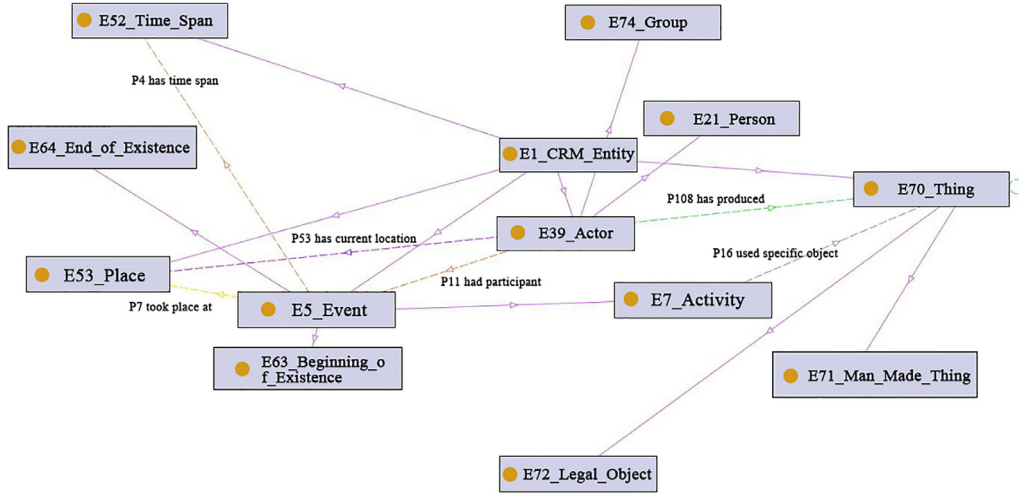 E52_Time_Span
E74_Group
P4 has time span
E21_Person
E64_End_of_Existence
E1_CRM_Entity
E70_Thing
P108 has produced
E39_Actor
P53 has current location
P16 used specific object
E53_Place
P11 had participant
P7 took place at
E5_Event
E7_Activity
E63_Beginning_o
f_Existence
E71_Man_Made_Thing
E72_Legal_Object